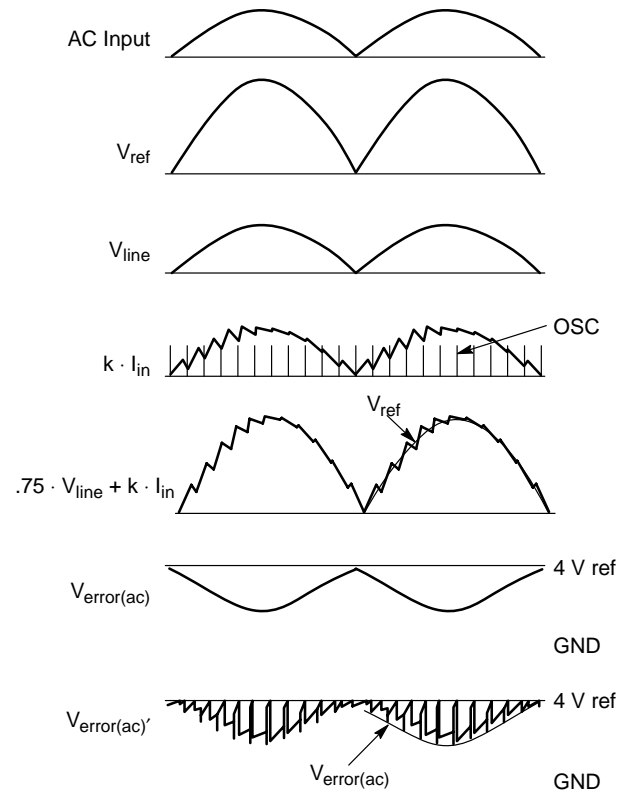 AC Input
Vref
Vline
OSC
k · Iin
Vref
.75 · Vline + k · Iin
4 V ref
Verror(ac)
GND
4 V ref
Verror(ac)′
Verror(ac)
GND